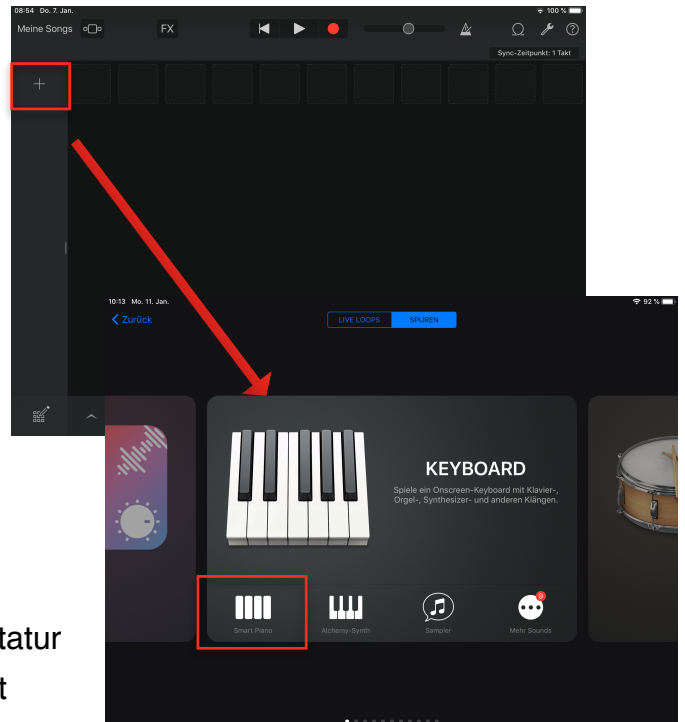 08:54 Do. 7. Jan.
100 %
Meine Songs
FX
Sync-Zeitpunkt: 1 Takt
10:13 Mo. 11. Jan.
92 %
Zurück
LIVE LOOPS
SPUREN
KEYBOARD
Spiele ein Onscreen-Keyboard mit Klavier-,
Orgel-, Synthesizer- und anderen Klängen.
9
Smart Piano
Alchemy-Synth
Sampler
Mehr Sounds
tatur
t